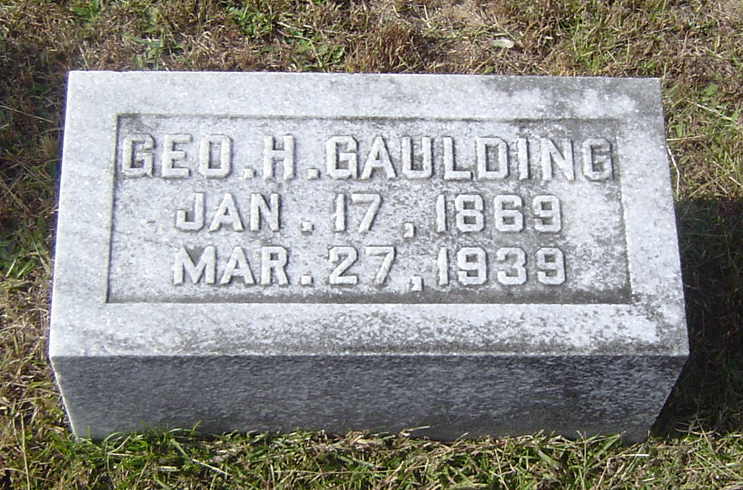 GEO. H. GAULDING
JAN. 17, 1869
MAR. 27, 1939